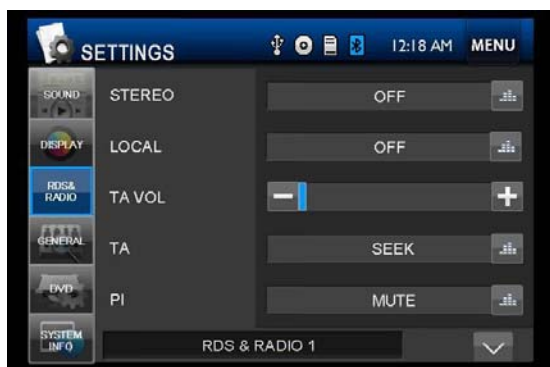 SETTINGS 12:18 AM MENU
SOUND
STEREO OFF
DISPLAY
LOCAL OFF
RDS&
RADIO
TA VOL
GENERAL
TA SEEK
DVD
PI MUTE
SYSTEM
INFO
RDS & RADIO 1